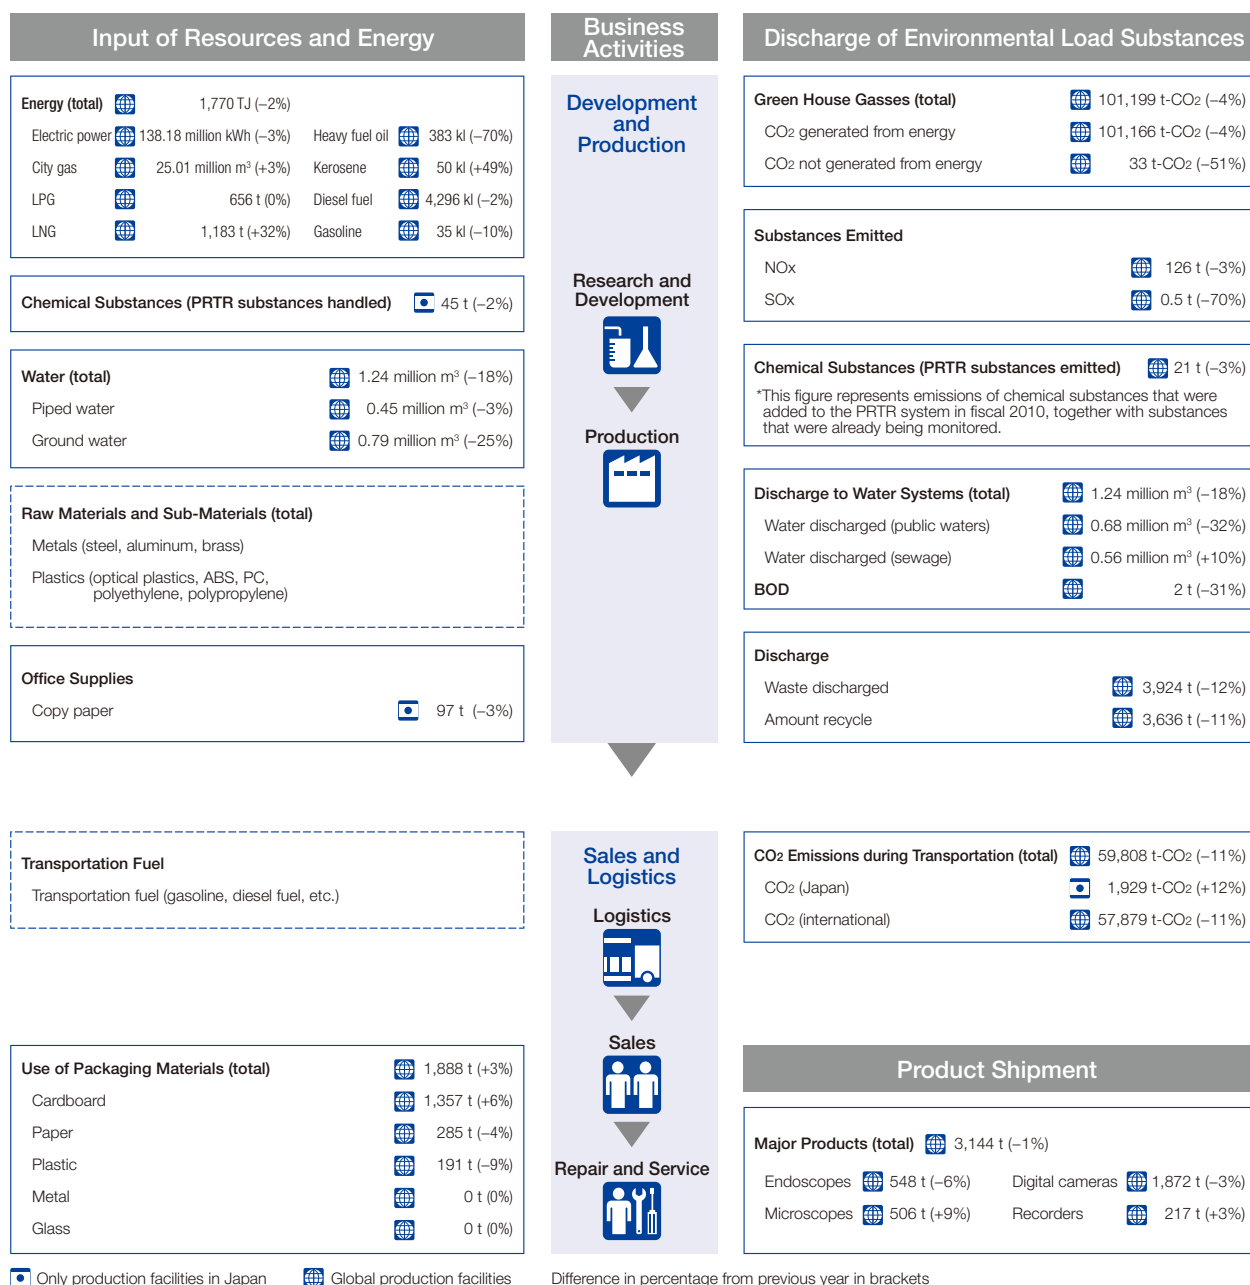 Input of Resources and Energy
Energy (total) 1,770 TJ (−2%)
Electric power 138.18 million kWh (−3%) Heavy fuel oil 383 kl (−70%)
City gas 25.01 million m³ (+3%) Kerosene 50 kl (+49%)
LPG 656 t (0%) Diesel fuel 4,296 kl (−2%)
LNG 1,183 t (+32%) Gasoline 35 kl (−10%)
Chemical Substances (PRTR substances handled) 45 t (−2%)
Water (total) 1.24 million m³ (−18%)
Piped water 0.45 million m³ (−3%)
Ground water 0.79 million m³ (−25%)
Raw Materials and Sub-Materials (total)
Metals (steel, aluminum, brass)
Plastics (optical plastics, ABS, PC,
polyethylene, polypropylene)
Office Supplies
Copy paper 97 t (−3%)
Transportation Fuel
Transportation fuel (gasoline, diesel fuel, etc.)
Use of Packaging Materials (total) 1,888 t (+3%)
Cardboard 1,357 t (+6%)
Paper 285 t (−4%)
Plastic 191 t (−9%)
Metal 0 t (0%)
Glass 0 t (0%)
Business
Activities
Development
and
Production
Research and
Development
Production
Sales and
Logistics
Logistics
Sales
Repair and Service
Discharge of Environmental Load Substances
Green House Gasses (total) 101,199 t-CO2 (−4%)
CO2 generated from energy 101,166 t-CO2 (−4%)
CO2 not generated from energy 33 t-CO2 (−51%)
Substances Emitted
NOx 126 t (−3%)
SOx 0.5 t (−70%)
Chemical Substances (PRTR substances emitted) 21 t (−3%)
*This figure represents emissions of chemical substances that were
added to the PRTR system in fiscal 2010, together with substances
that were already being monitored.
Discharge to Water Systems (total) 1.24 million m³ (−18%)
Water discharged (public waters) 0.68 million m³ (−32%)
Water discharged (sewage) 0.56 million m³ (+10%)
BOD 2 t (−31%)
Discharge
Waste discharged 3,924 t (−12%)
Amount recycle 3,636 t (−11%)
CO2 Emissions during Transportation (total) 59,808 t-CO2 (−11%)
CO2 (Japan) 1,929 t-CO2 (+12%)
CO2 (international) 57,879 t-CO2 (−11%)
Product Shipment
Major Products (total) 3,144 t (−1%)
Endoscopes 548 t (−6%) Digital cameras 1,872 t (−3%)
Microscopes 506 t (+9%) Recorders 217 t (+3%)
Only production facilities in Japan Global production facilities Difference in percentage from previous year in brackets